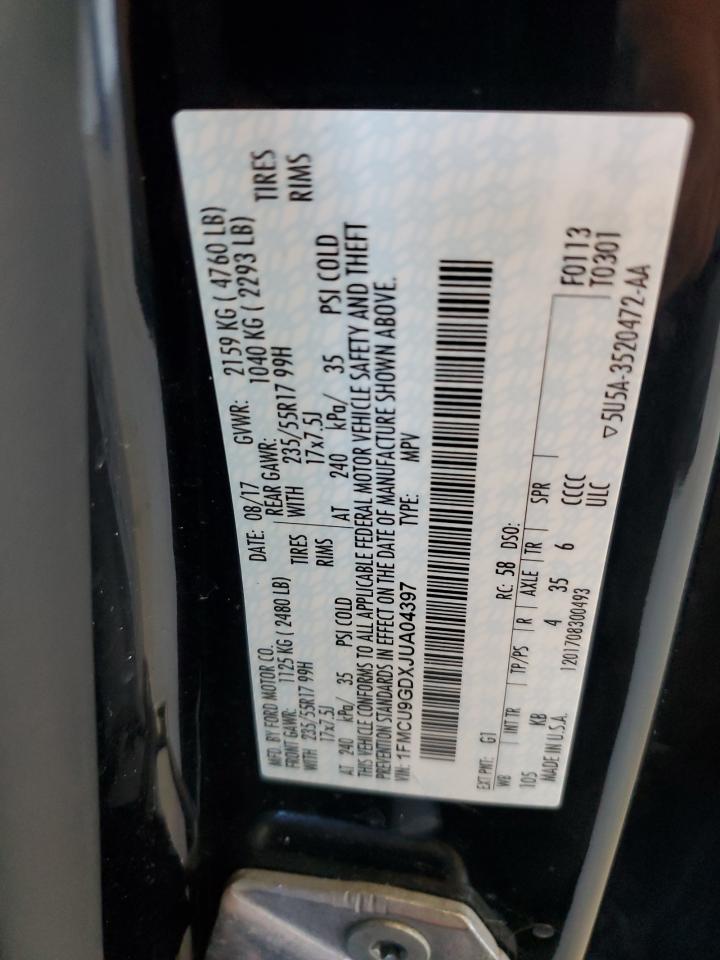 MFD. BY FORD MOTOR CO. DATE: 08/17 GVWR: 2159 KG ( 4760 LB)
FRONT GAWR: 1125 KG ( 2480 LB) REAR GAWR: 1040 KG ( 2293 LB)
WITH 235/55R17 99H TIRES WITH 235/55R17 99H TIRES
17x7.5J RIMS 17x7.5J RIMS
AT 240 kPa/ 35 PSI COLD AT 240 kPa/ 35 PSI COLD
THIS VEHICLE CONFORMS TO ALL APPLICABLE FEDERAL MOTOR VEHICLE SAFETY AND THEFT
PREVENTION STANDARDS IN EFFECT ON THE DATE OF MANUFACTURE SHOWN ABOVE.
VIN: 1FMCU9GDXJUA04397 TYPE: MPV
EXT PNT: G1 RC: 58 DSO: F0113
WB INT TR TP/PS R AXLE TR SPR T0301
105 KB 4 35 6 CCCC
MADE IN U.S.A. 1201708300493 ULC ▽5U5A-3520472-AA